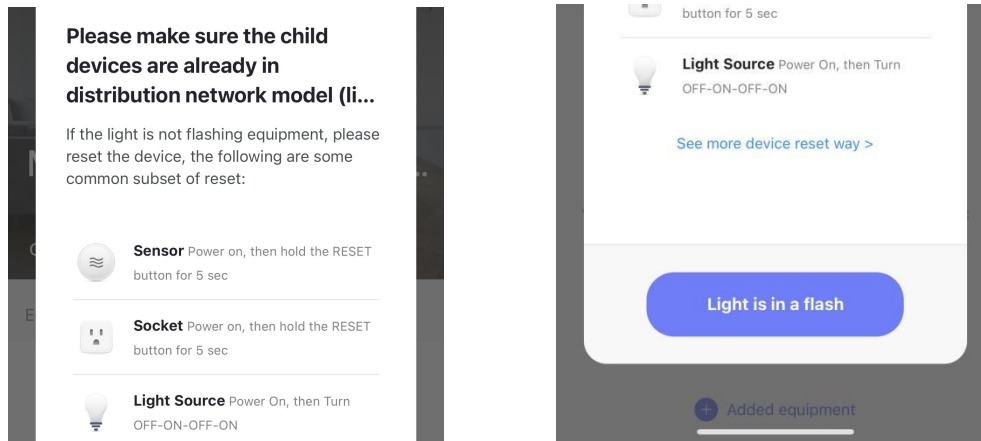 Please make sure the child
devices are already in
distribution network model (li...
If the light is not flashing equipment, please
reset the device, the following are some
common subset of reset:
Sensor Power on, then hold the RESET
button for 5 sec
Socket Power on, then hold the RESET
button for 5 sec
Light Source Power On, then Turn
OFF-ON-OFF-ON
button for 5 sec
Light Source Power On, then Turn
OFF-ON-OFF-ON
See more device reset way >
Light is in a flash
Added equipment